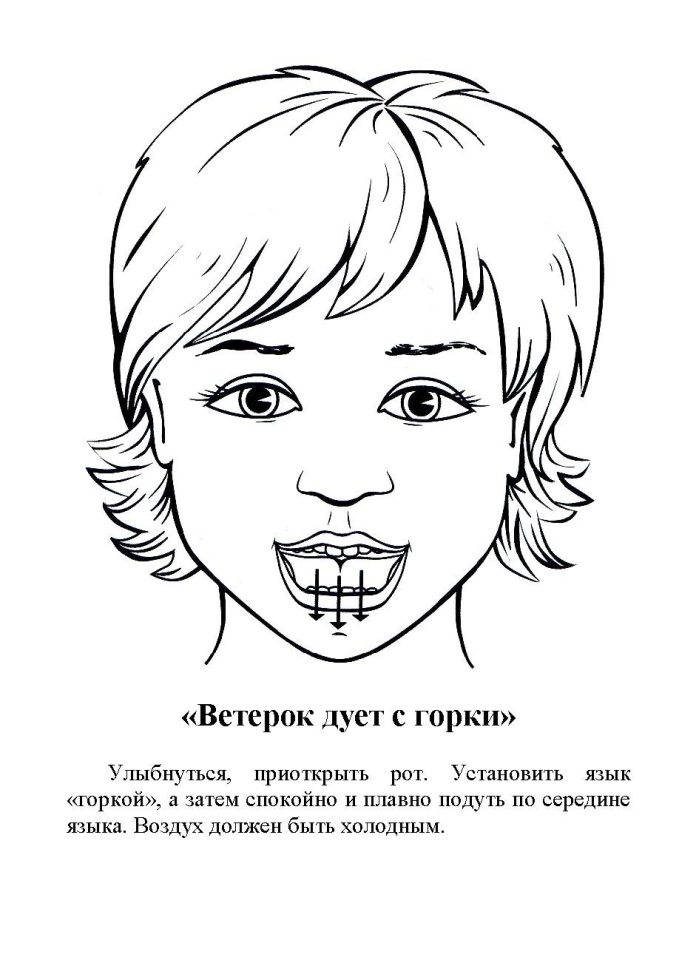 «Ветерок дует с горки»
Улыбнуться, приоткрыть рот. Установить язык
«горкой», а затем спокойно и плавно подуть по середине
языка. Воздух должен быть холодным.